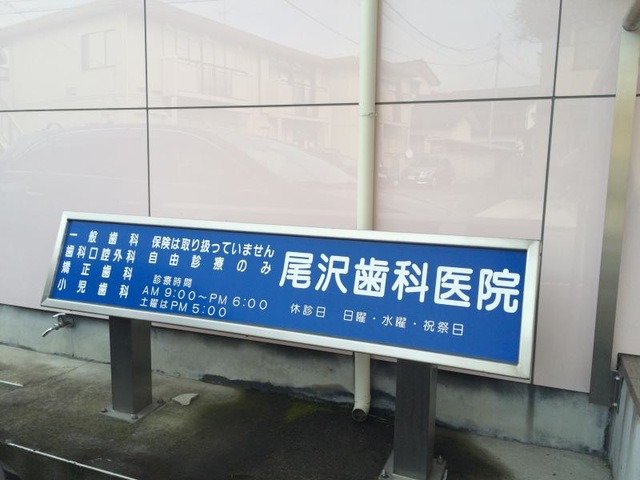 一般歯科
歯科口腔外科
矯正歯科
小児歯科
保険は取り扱っていません
自由診療のみ
診療時間
AM 9:00～PM 6:00
土曜はPM 5:00
尾沢歯科医院
休診日 日曜・水曜・祝祭日